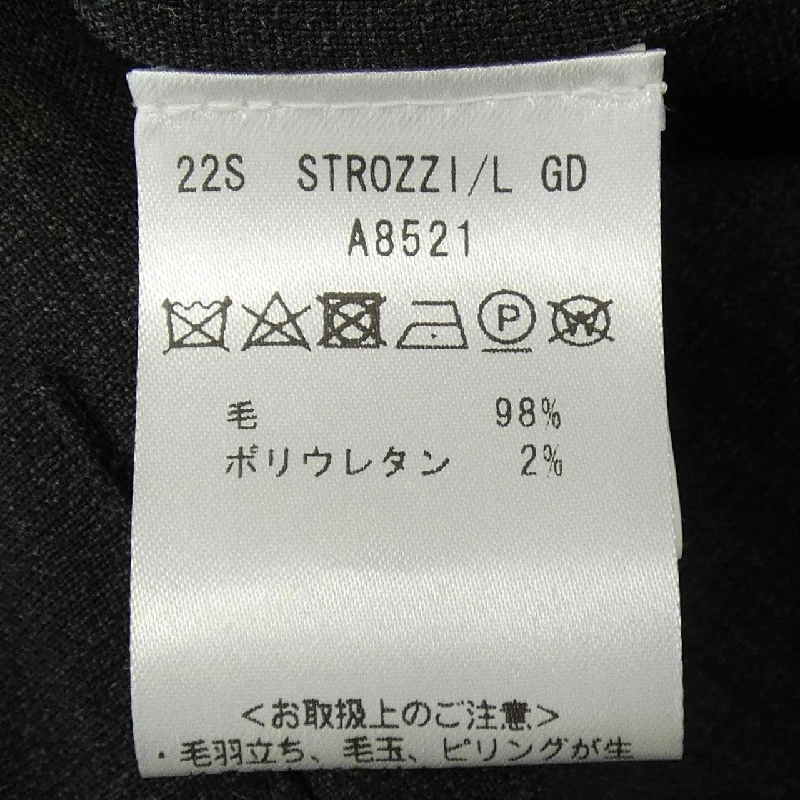 22S STROZZI/L GD
A8521
P W
毛 98%
ポリウレタン 2%
<お取扱上のご注意>
・毛羽立ち、毛玉、ピリングが生